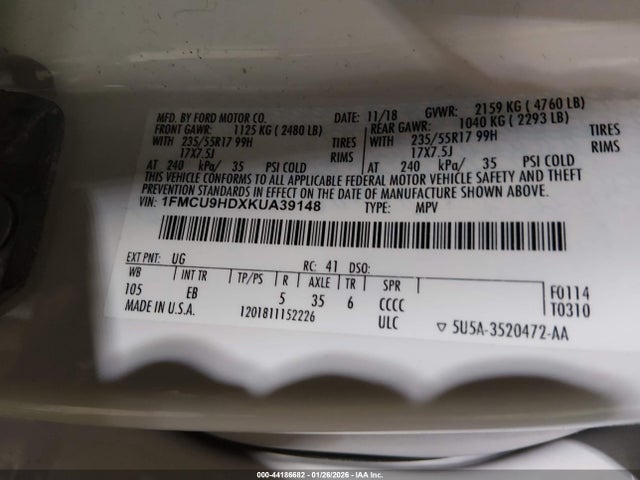 MFD. BY FORD MOTOR CO. DATE: 11/18 GVWR: 2159 KG ( 4760 LB)
FRONT GAWR: 1125 KG ( 2480 LB) REAR GAWR: 1040 KG ( 2293 LB)
WITH 235/55R17 99H TIRES WITH 235/55R17 99H TIRES
17X7.5J RIMS 17X7.5J RIMS
AT 240 kPa/ 35 PSI COLD AT 240 kPa/ 35 PSI COLD
THIS VEHICLE CONFORMS TO ALL APPLICABLE FEDERAL MOTOR VEHICLE SAFETY AND THEFT
PREVENTION STANDARDS IN EFFECT ON THE DATE OF MANUFACTURE SHOWN ABOVE.
VIN: 1FMCU9HDXKUA39148 TYPE: MPV
EXT PNT: UG RC: 41 DSO:
WB INT TR TP/PS R AXLE TR SPR
105 EB 5 35 6 CCCC F0114
MADE IN U.S.A. 1201811152226 ULC T0310
▽ 5U5A-3520472-AA
000-44186682 - 01/26/2026 - IAA Inc.